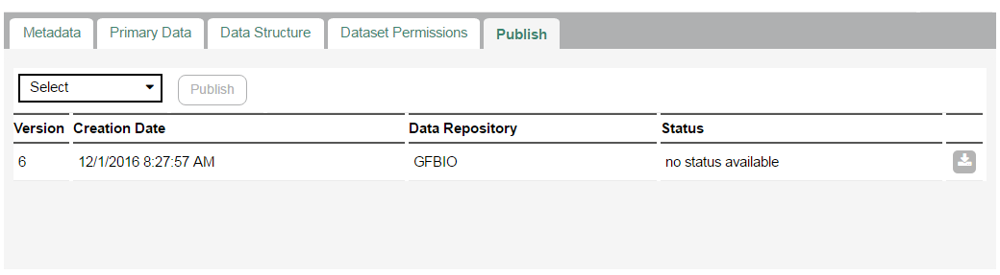 Metadata Primary Data Data Structure Dataset Permissions Publish
Select Publish
Version Creation Date Data Repository Status
6 12/1/2016 8:27:57 AM GFBIO no status available